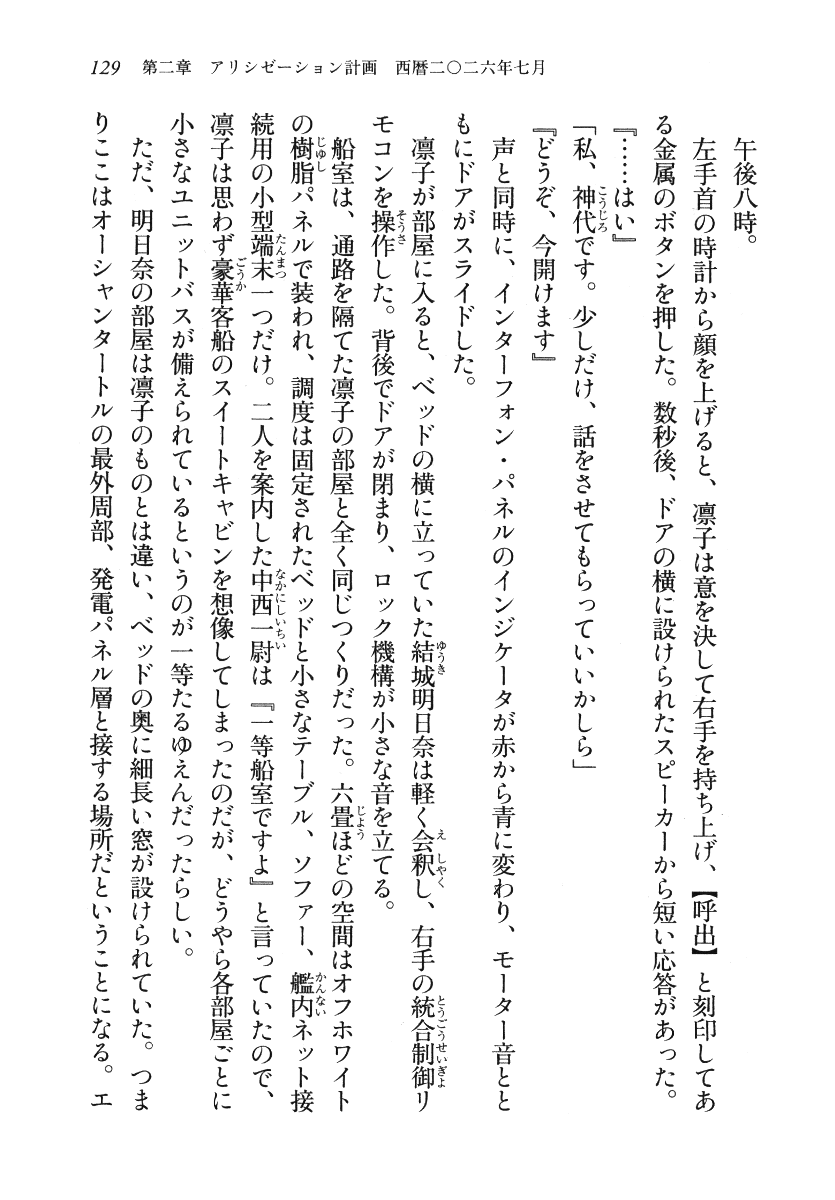 129 第二章 アリシゼーション計画 西暦二〇二六年七月
午後八時。
左手首の時計から顔を上げると、凛子は意を決して右手を持ち上げ、【呼出】と刻印してあ
る金属のボタンを押した。数秒後、ドアの横に設けられたスピーカーから短い応答があった。
『……はい』
「私、神代です。少しだけ、話をさせてもらっていいかしら」
『どうぞ、今開けます』
声と同時に、インターフォン・パネルのインジケータが赤から青に変わり、モーター音とと
もにドアがスライドした。
凛子が部屋に入ると、ベッドの横に立っていた結城明日奈は軽く会釈し、右手の統合制御リ
モコンを操作した。背後でドアが閉まり、ロック機構が小さな音を立てる。
船室は、通路を隔てた凛子の部屋と全く同じつくりだった。六畳ほどの空間はオフホワイト
の樹脂パネルで装われ、調度は固定されたベッドと小さなテーブル、ソファー、艦内ネット接
続用の小型端末一つだけ。二人を案内した中西一尉は『一等船室ですよ』と言っていたので、
凛子は思わず豪華客船のスイートキャビンを想像してしまったのだが、どうやら各部屋ごとに
小さなユニットバスが備えられているというのが一等たるゆえんだったらしい。
ただ、明日奈の部屋は凛子のものとは違い、ベッドの奥に細長い窓が設けられていた。つま
りここはオーシャンタートルの最外周部、発電パネル層と接する場所だということになる。エ